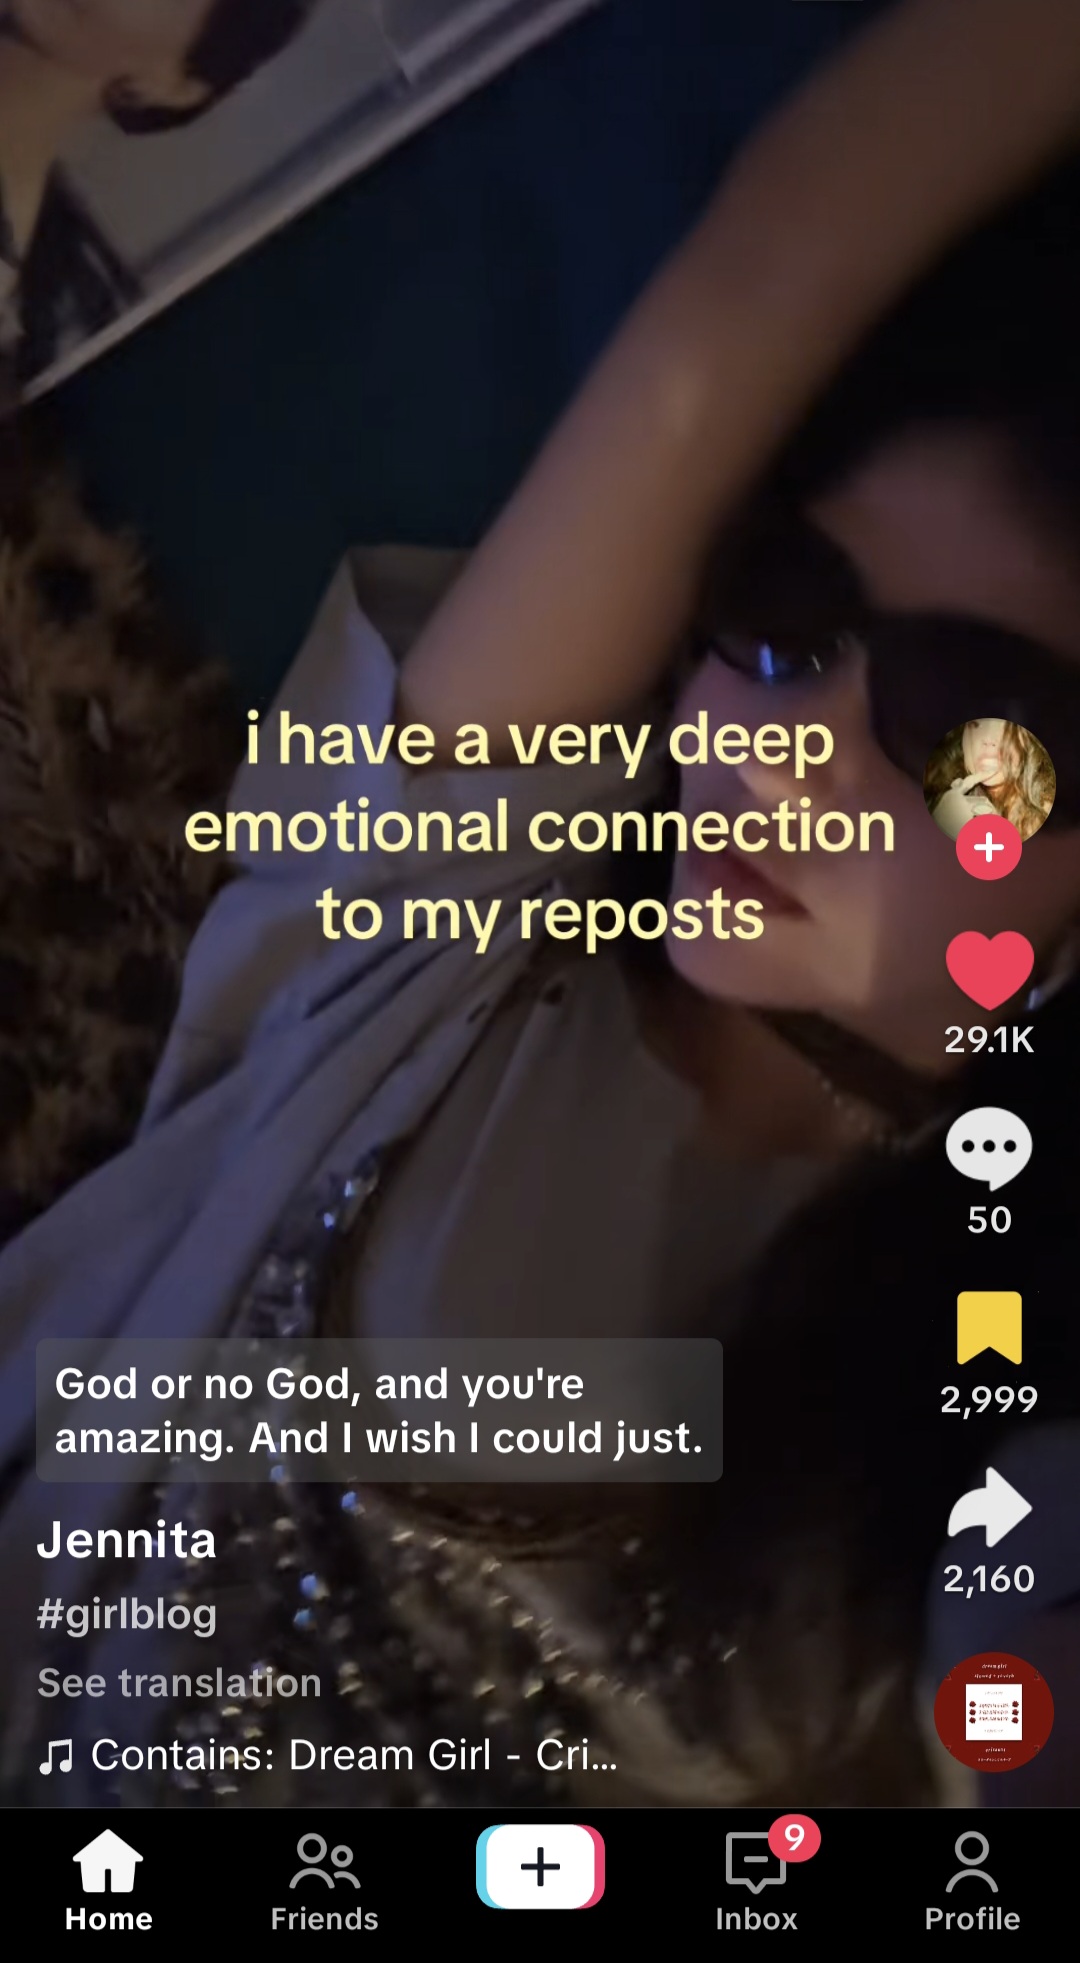 i have a very deep
emotional connection
to my reposts
29.1K
50
2,999
2,160
God or no God, and you're
amazing. And I wish I could just.
Jennita
#girlblog
See translation
Contains: Dream Girl - Cri...
Home
Friends
9
Inbox
Profile